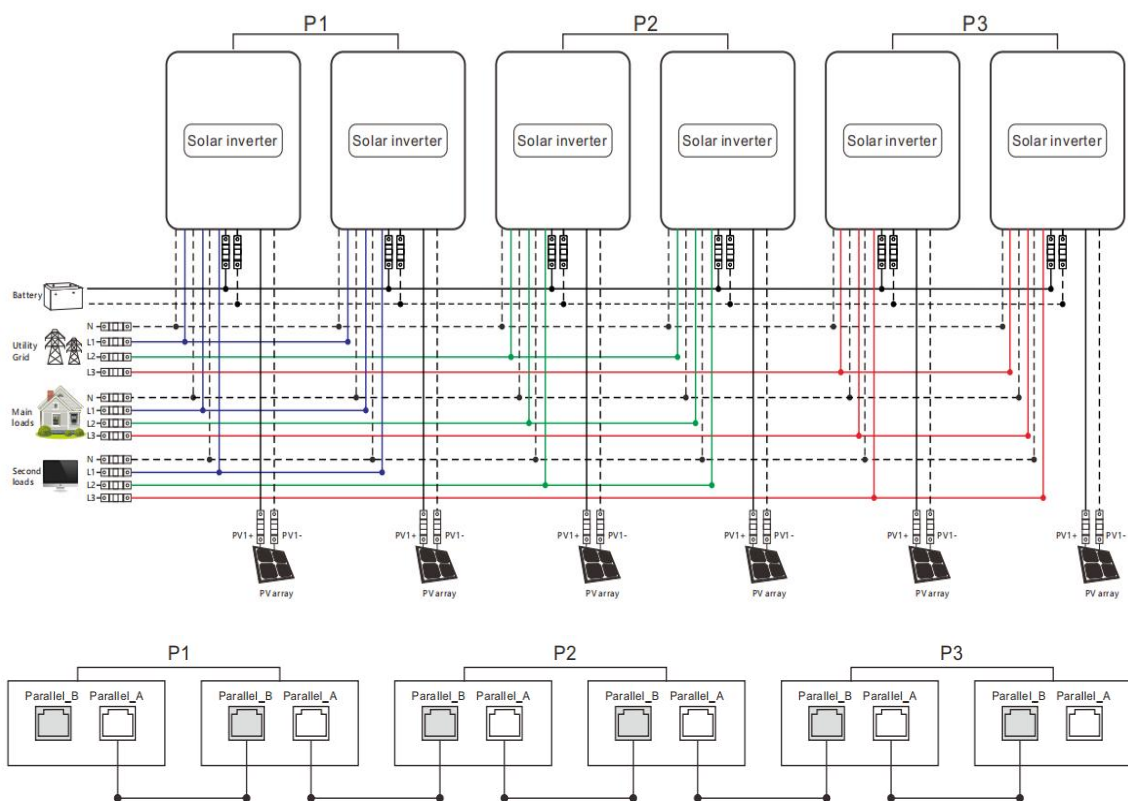 P1 P2 P3
Solar inverter Solar inverter Solar inverter Solar inverter Solar inverter Solar inverter
Battery
N
Utility
Grid
L1
L2
L3
N
Main
loads
L1
L2
L3
N
Second
loads
L1
L2
L3
PV1+ PV1- PV1+ PV1- PV1+ PV1- PV1+ PV1- PV1+ PV1- PV1+ PV1-
PV array PV array PV array PV array PV array PV array
P1 P2 P3
Parallel_B Parallel_A Parallel_B Parallel_A Parallel_B Parallel_A Parallel_B Parallel_A Parallel_B Parallel_A Parallel_B Parallel_A